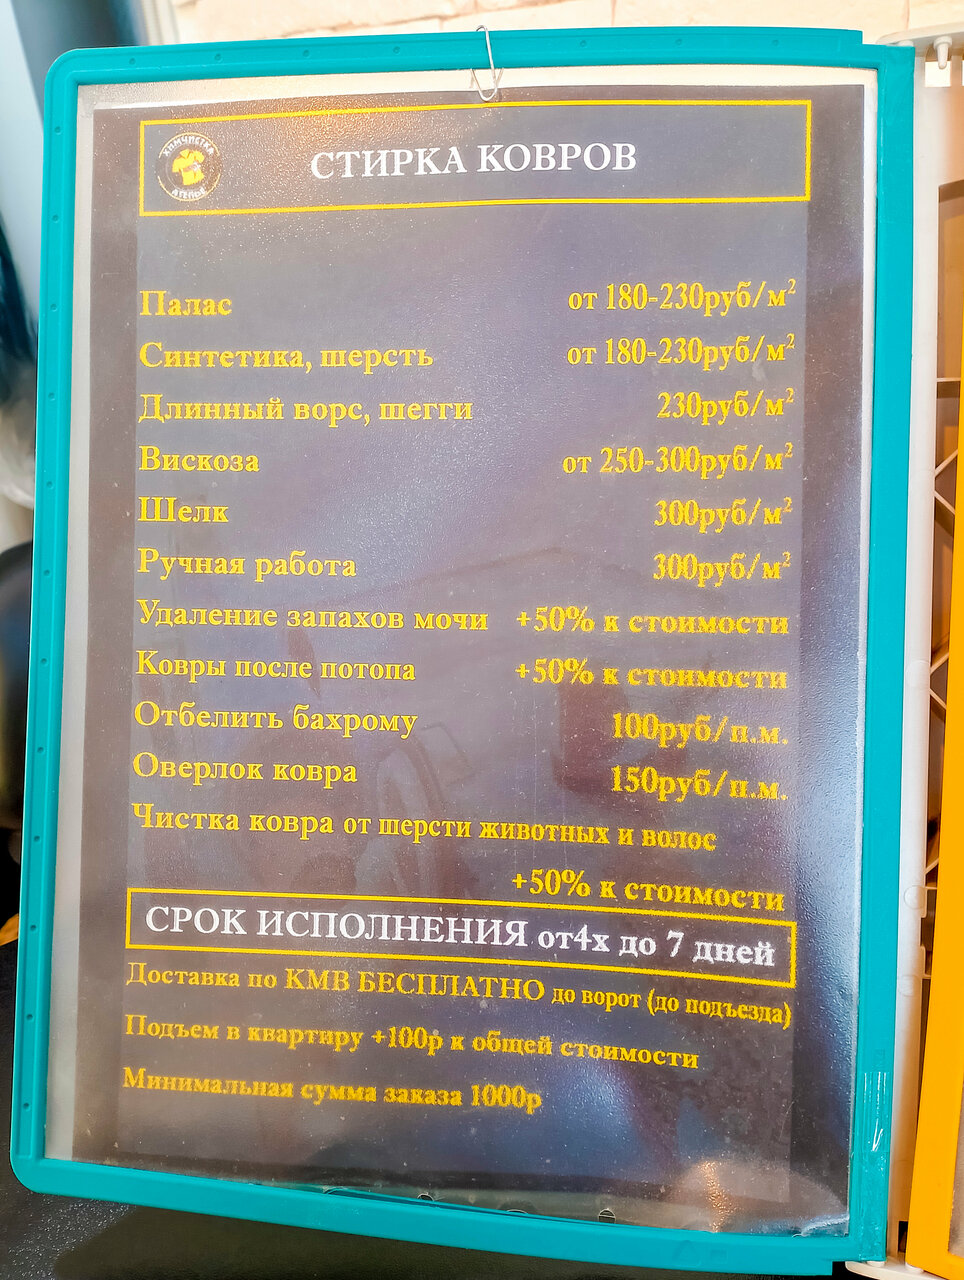 ХИМЧИСТКА
АТЕЛЬЕ
СТИРКА КОВРОВ
Палас от 180-230руб/м²
Синтетика, шерсть от 180-230руб/м²
Длинный ворс, шегги 230руб/м²
Вискоза от 250-300руб/м²
Шелк 300руб/м²
Ручная работа 300руб/м²
Удаление запахов мочи +50% к стоимости
Ковры после потопа +50% к стоимости
Отбелить бахрому 100руб/п.м.
Оверлок ковра 150руб/п.м.
Чистка ковра от шерсти животных и волос
+50% к стоимости
СРОК ИСПОЛНЕНИЯ от4х до 7 дней
Доставка по КМВ БЕСПЛАТНО до ворот (до подъезда)
Подъем в квартиру +100р к общей стоимости
Минимальная сумма заказа 1000р